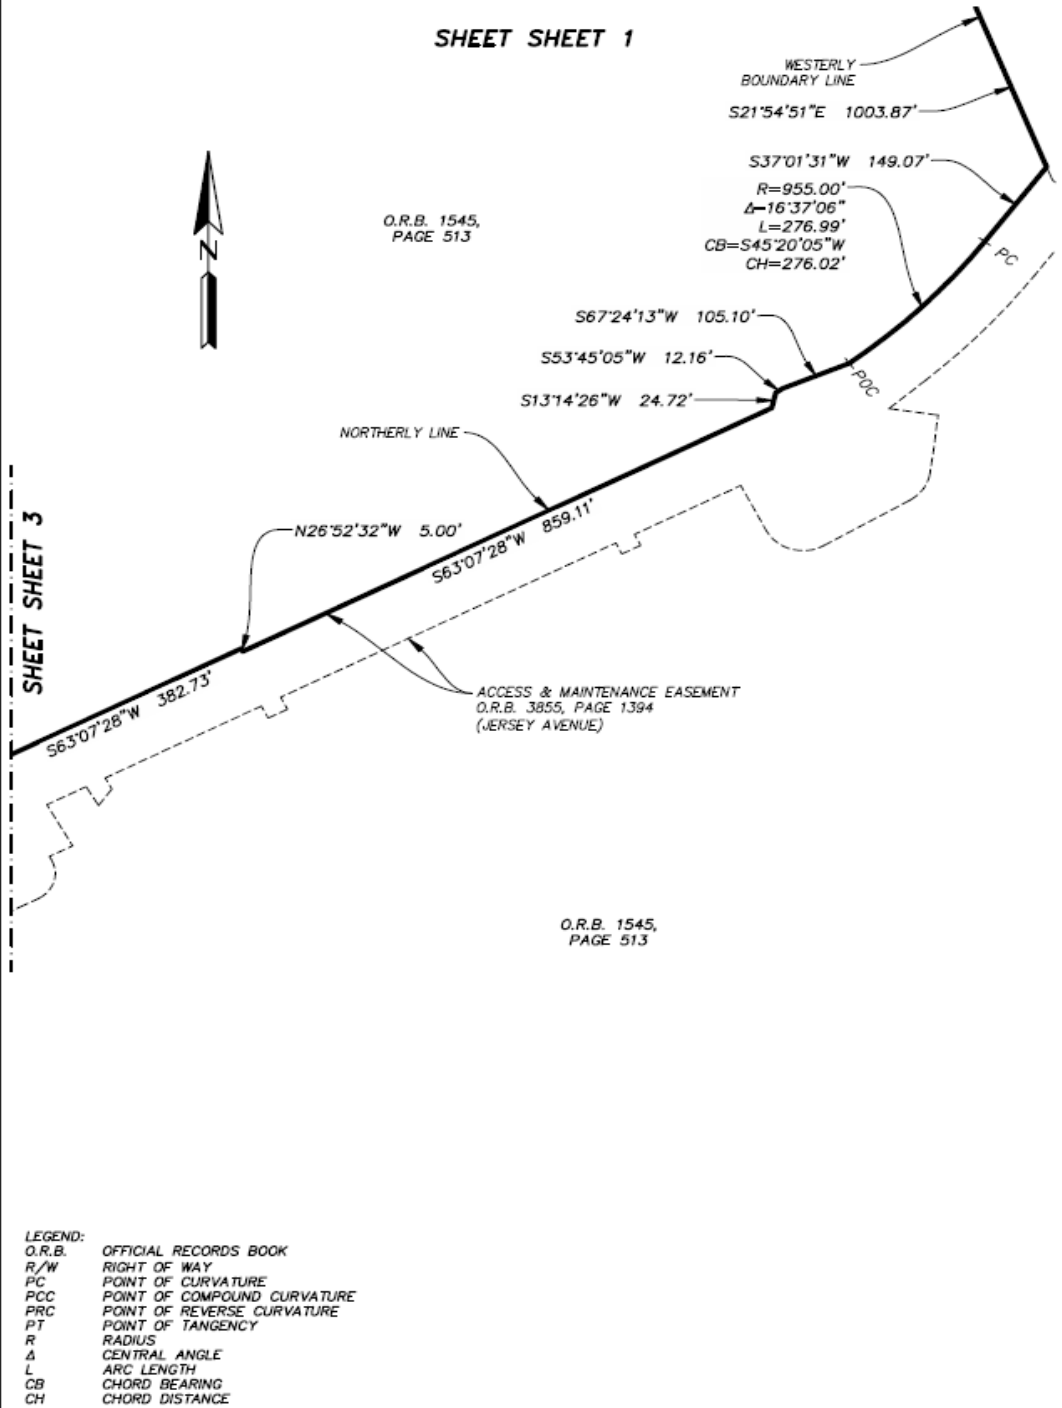 SHEET SHEET 1
WESTERLY
BOUNDARY LINE
S21°54'51"E 1003.87'
S37°01'31"W 149.07'
R=955.00'
Δ=16°37'06"
L=276.99'
CB=S45°20'05"W
CH=276.02'
O.R.B. 1545,
PAGE 513
N
PC
S67°24'13"W 105.10'
S53°45'05"W 12.16'
POC
S13°14'26"W 24.72'
NORTHERLY LINE
SHEET SHEET 3
N26°52'32"W 5.00'
S63°07'28"W 859.11'
S63°07'28"W 382.73'
ACCESS & MAINTENANCE EASEMENT
O.R.B. 3855, PAGE 1394
(JERSEY AVENUE)
O.R.B. 1545,
PAGE 513
LEGEND:
O.R.B. OFFICIAL RECORDS BOOK
R/W RIGHT OF WAY
PC POINT OF CURVATURE
PCC POINT OF COMPOUND CURVATURE
PRC POINT OF REVERSE CURVATURE
PT POINT OF TANGENCY
R RADIUS
Δ CENTRAL ANGLE
L ARC LENGTH
CB CHORD BEARING
CH CHORD DISTANCE